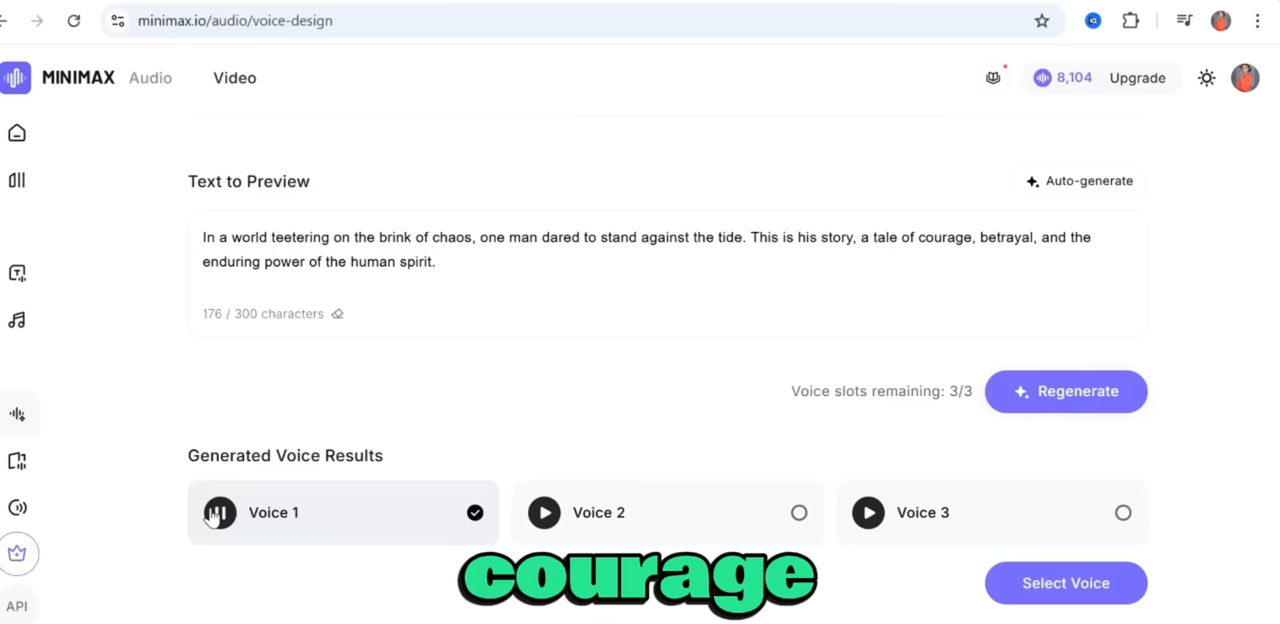 minimax.io/audio/voice-design
MINIMAX Audio Video
8,104 Upgrade
Text to Preview
Auto-generate
In a world teetering on the brink of chaos, one man dared to stand against the tide. This is his story, a tale of courage, betrayal, and the
enduring power of the human spirit.
176 / 300 characters
Voice slots remaining: 3/3
Regenerate
Generated Voice Results
Voice 1
Voice 2
Voice 3
courage
Select Voice
API